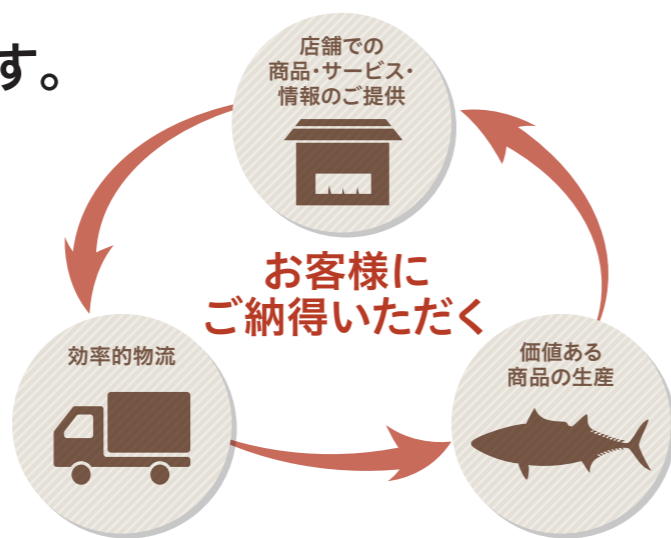 す。
店舗での
商品・サービス・
情報のご提供
お客様に
ご納得いただく
効率的物流
価値ある
商品の生産